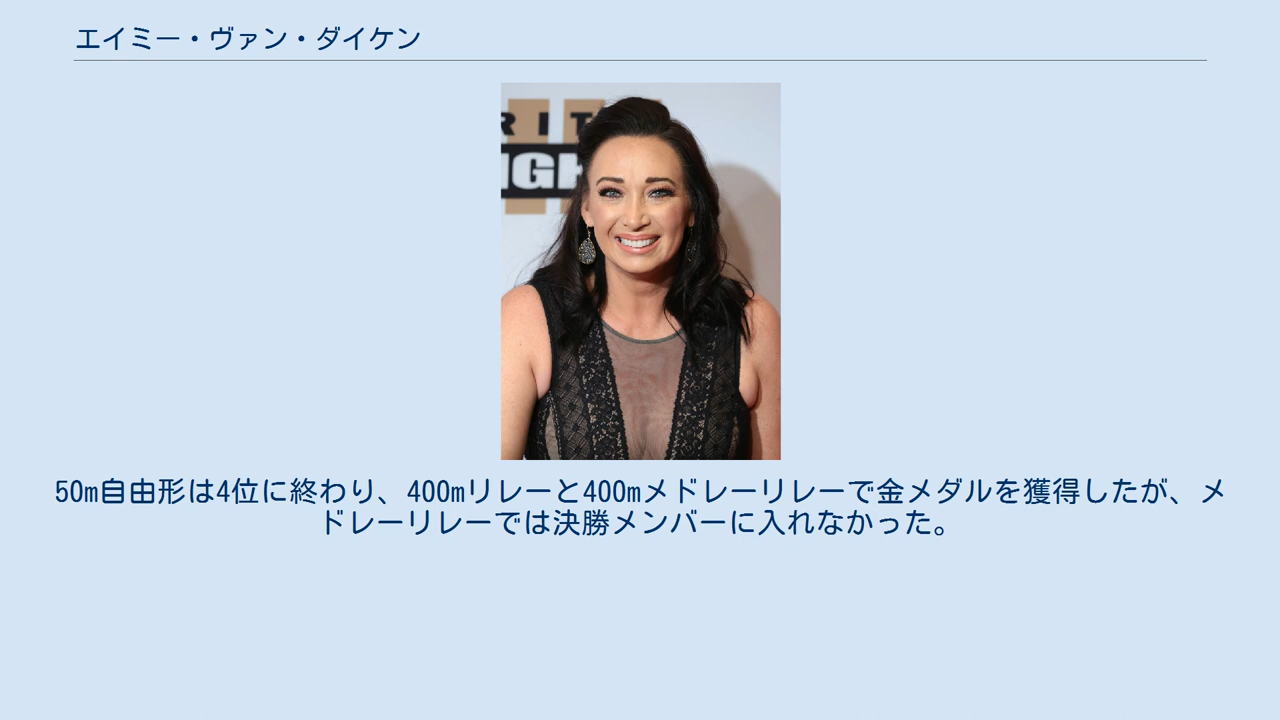 エイミー・ヴァン・ダイケン
RIT
IGH
50m自由形は4位に終わり、400mリレーと400mメドレーリレーで金メダルを獲得したが、メ
ドレーリレーでは決勝メンバーに入れなかった。